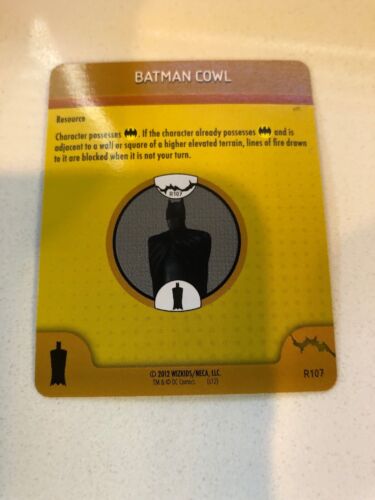 BATMAN COWL
Resource
Character possesses . If the character already possesses and is
adjacent to a wall or square of a higher elevated terrain, lines of fire drawn
to it are blocked when it is not your turn.
R107
© 2012 WIZKIDS/NECA, LLC.
TM & © DC Comics. (s12)
R107